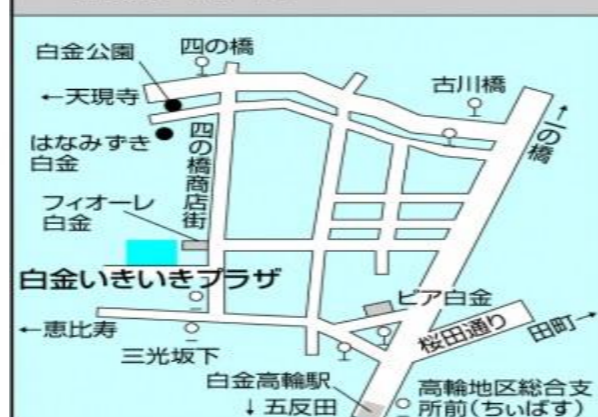 四の橋
白金公園
←天現寺
古川橋
はなみずき
白金
→一の橋
四の橋商店街
フィオーレ
白金
白金いきいきプラザ
ピア白金
←恵比寿
桜田通り
田町→
三光坂下
白金高輪駅
↓五反田
高輪地区総合支
所前(ちぃばす)